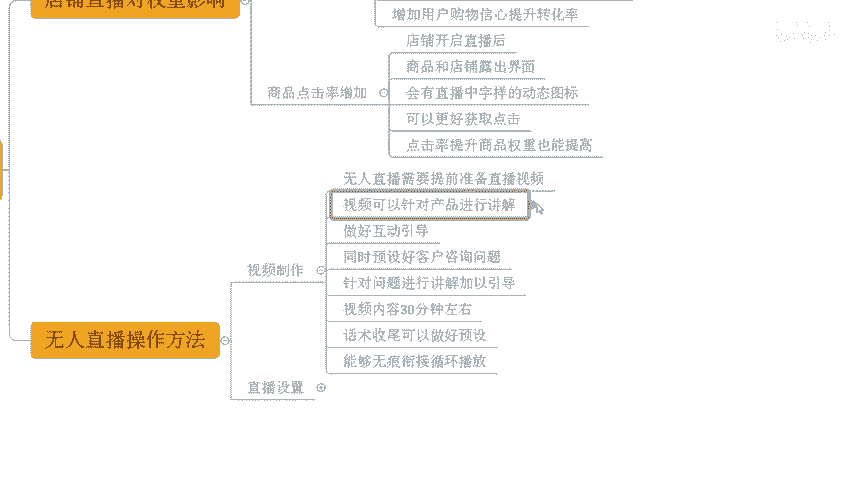 店铺直播对权重影响
增加用户购物信心提升转化率
商品点击率增加
店铺开启直播后
商品和店铺露出界面
会有直播中字样的动态图标
可以更好获取点击
点击率提升商品权重也能提高
无人直播操作方法
视频制作
无人直播需要提前准备直播视频
视频可以针对产品进行讲解
做好互动引导
同时预设好客户咨询问题
针对问题进行讲解加以引导
视频内容30分钟左右
话术收尾可以做好预设
能够无痕衔接循环播放
直播设置